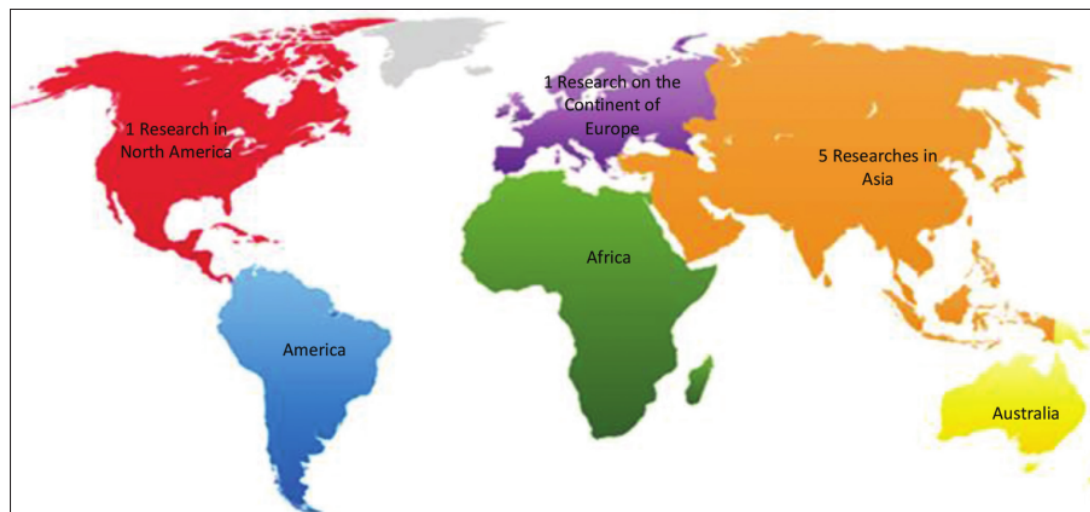 1 Research in
North America
1 Research on the
Continent of
Europe
5 Researches in
Asia
Africa
America
Australia